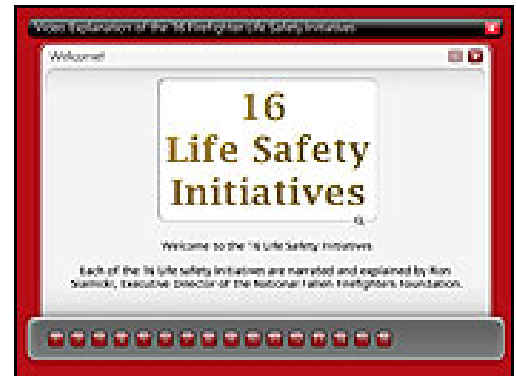 Video Explanation of the 16 Firefighter Life Safety Initiatives
Welcome!
16
Life Safety
Initiatives
Welcome to the 16 Life Safety Initiatives
Each of the 16 Life safety initiatives are narrated and explained by Ron
Siarnicki, Executive Director of the National Fallen Firefighters Foundation.